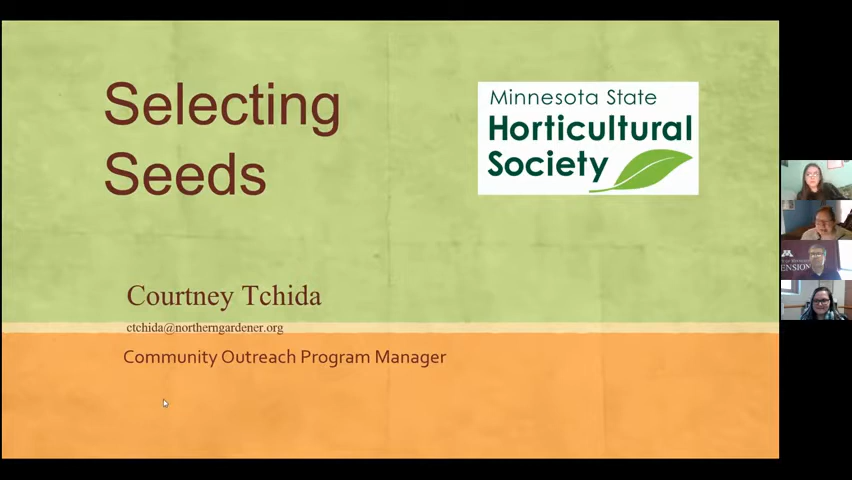 Selecting
Seeds
Minnesota State
Horticultural
Society
Courtney Tchida
ctchida@northerngardener.org
Community Outreach Program Manager